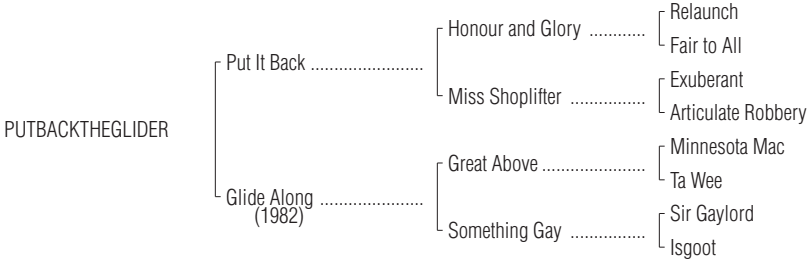 Relaunch
Honour and Glory ............
Fair to All
Put It Back ........................
Exuberant
Miss Shoplifter ................
Articulate Robbery
PUTBACKTHEGLIDER
Minnesota Mac
Great Above ......................
Ta Wee
Glide Along ......................
(1982)
Sir Gaylord
Something Gay ................
Isgoot